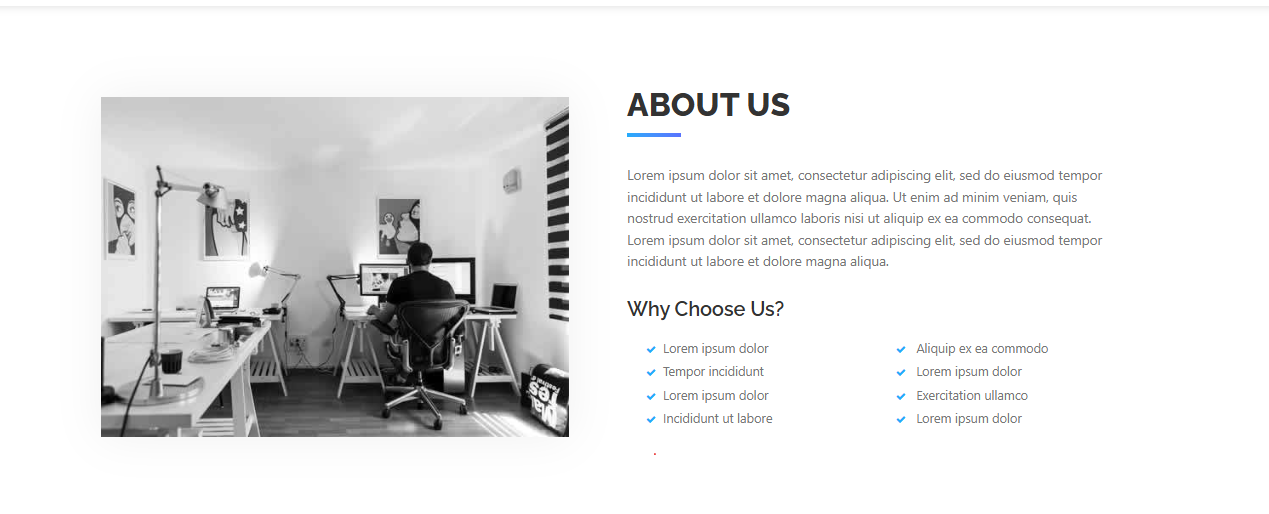 ABOUT US
Lorem ipsum dolor sit amet, consectetur adipiscing elit, sed do eiusmod tempor
incididunt ut labore et dolore magna aliqua. Ut enim ad minim veniam, quis
nostrud exercitation ullamco laboris nisi ut aliquip ex ea commodo consequat.
Lorem ipsum dolor sit amet, consectetur adipiscing elit, sed do eiusmod tempor
incididunt ut labore et dolore magna aliqua.
Why Choose Us?
Lorem ipsum dolor
Tempor incididunt
Lorem ipsum dolor
Incididunt ut labore
Aliquip ex ea commodo
Lorem ipsum dolor
Exercitation ullamco
Lorem ipsum dolor